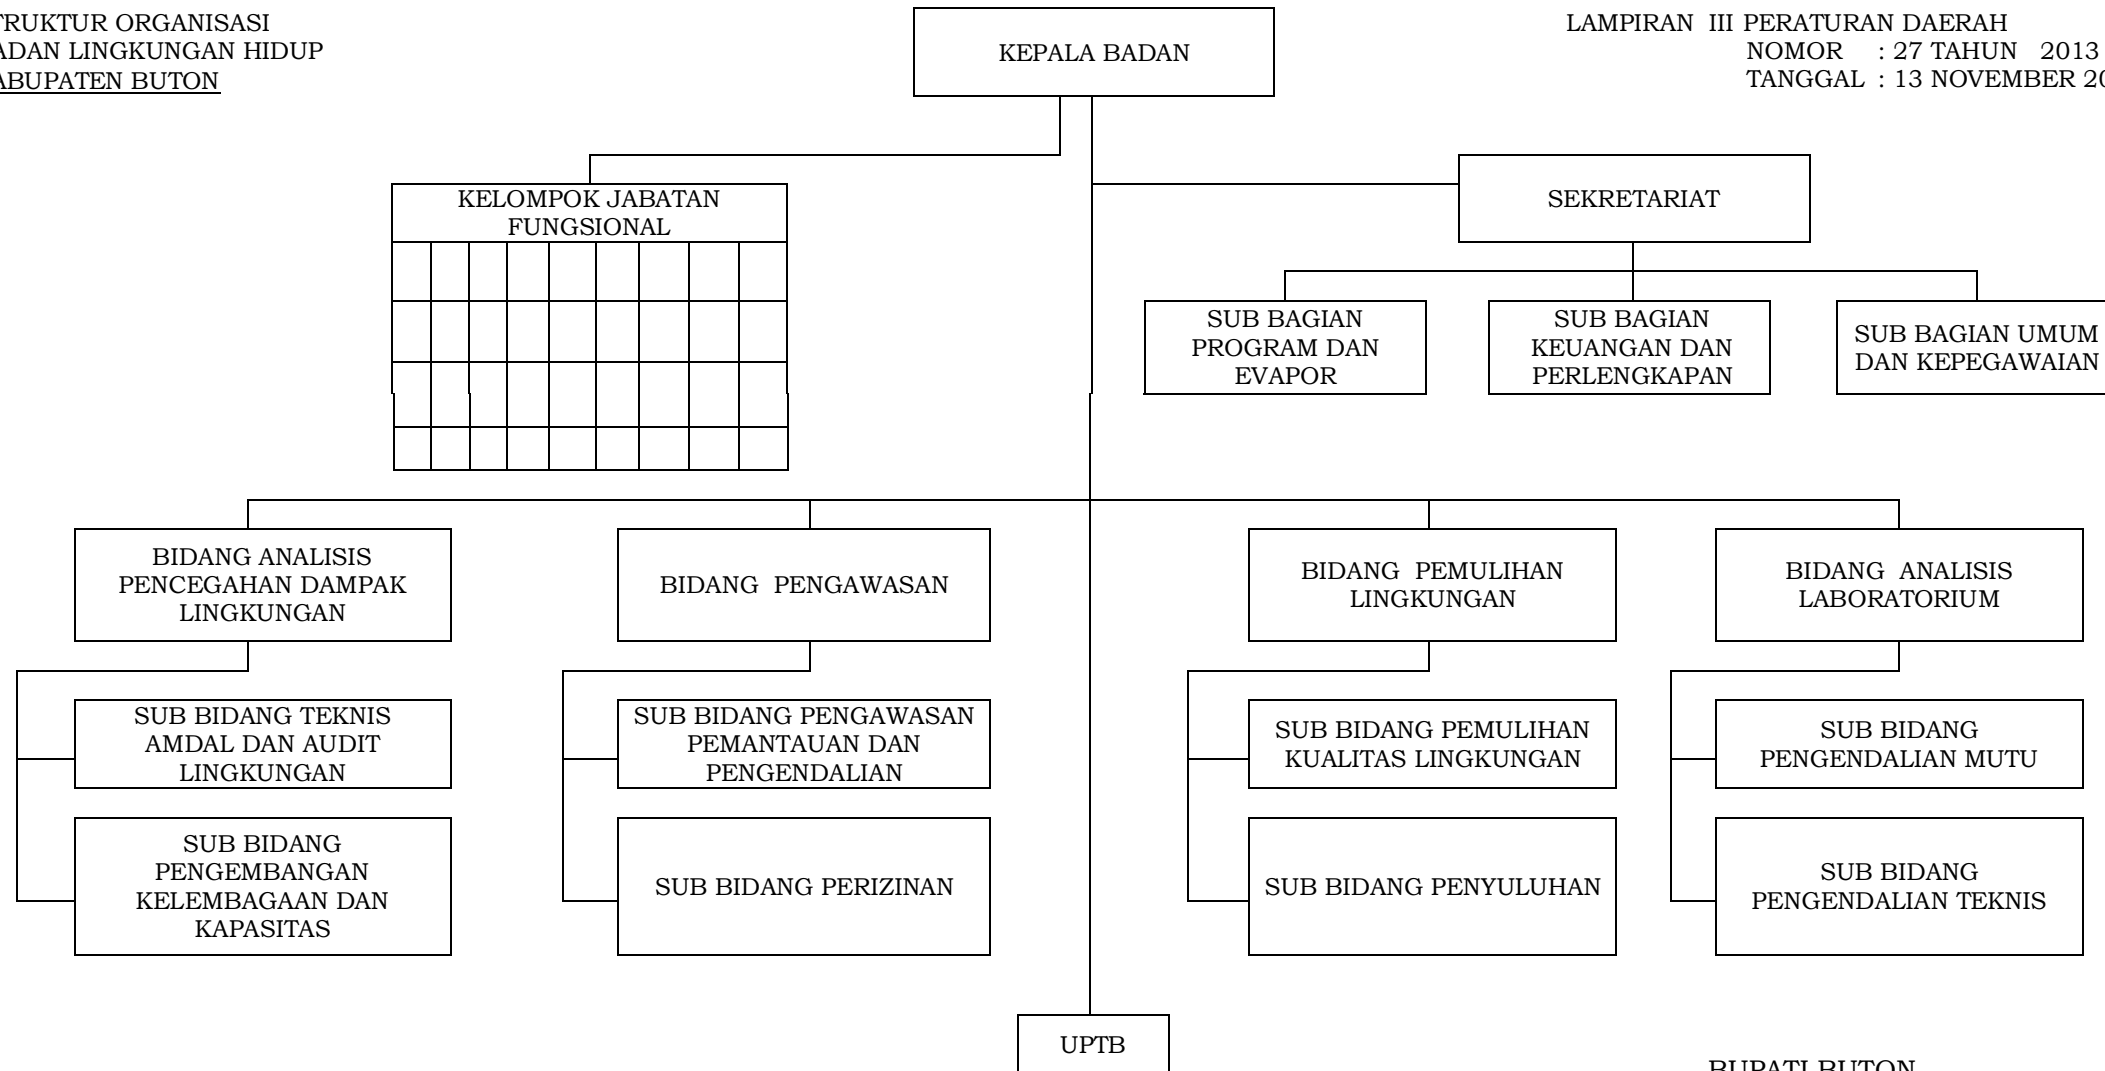 TRUKTUR ORGANISASI
ADAN LINGKUNGAN HIDUP
ABUPATEN BUTON
KEPALA BADAN
LAMPIRAN III PERATURAN DAERAH
NOMOR : 27 TAHUN 2013
TANGGAL : 13 NOVEMBER 20
KELOMPOK JABATAN
FUNGSIONAL
SEKRETARIAT
SUB BAGIAN
PROGRAM DAN
EVAPOR
SUB BAGIAN
KEUANGAN DAN
PERLENGKAPAN
SUB BAGIAN UMUM
DAN KEPEGAWAIAN
BIDANG ANALISIS
PENCEGAHAN DAMPAK
LINGKUNGAN
BIDANG PENGAWASAN
BIDANG PEMULIHAN
LINGKUNGAN
BIDANG ANALISIS
LABORATORIUM
SUB BIDANG TEKNIS
AMDAL DAN AUDIT
LINGKUNGAN
SUB BIDANG PENGAWASAN
PEMANTAUAN DAN
PENGENDALIAN
SUB BIDANG PEMULIHAN
KUALITAS LINGKUNGAN
SUB BIDANG
PENGENDALIAN MUTU
SUB BIDANG
PENGEMBANGAN
KELEMBAGAAN DAN
KAPASITAS
SUB BIDANG PERIZINAN
SUB BIDANG PENYULUHAN
SUB BIDANG
PENGENDALIAN TEKNIS
UPTB
BUPATI BUTON